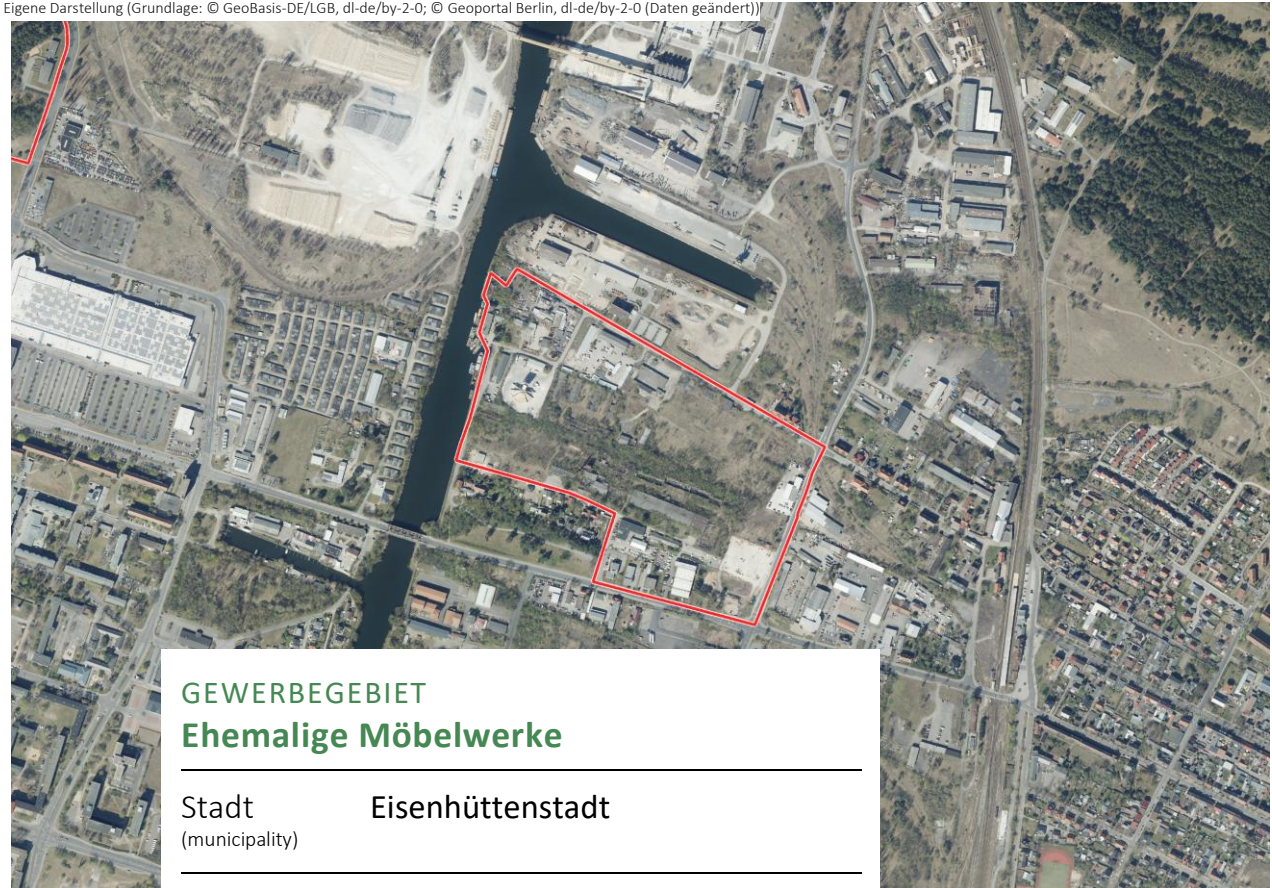 Eigene Darstellung (Grundlage: © GeoBasis-DE/LGB, dl-de/by-2-0; © Geoportal Berlin, dl-de/by-2-0 (Daten geändert))
GEWERBEGEBIET
Ehemalige Möbelwerke
Stadt Eisenhüttenstadt
(municipality)